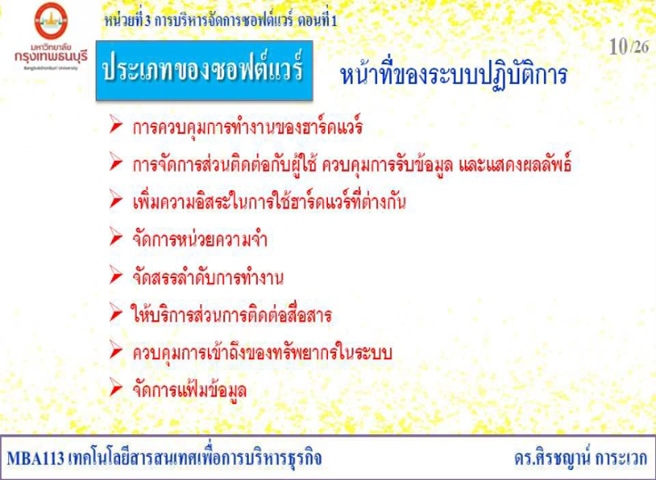 หน่วยที่ 3 การบริหารจัดการซอฟต์แวร์ ตอนที่ 1
มหาวิทยาลัย
กรุงเทพธนบุรี
10/26
ประเภทของซอฟต์แวร์
หน้าที่ของระบบปฏิบัติการ
การควบคุมการทำงานของฮาร์ดแวร์
การจัดการส่วนติดต่อกับผู้ใช้ ควบคุมการรับข้อมูล และแสดงผลลัพธ์
เพิ่มความอิสระในการใช้ฮาร์ดแวร์ที่ต่างกัน
จัดการหน่วยความจำ
จัดสรรลำดับการทำงาน
ให้บริการส่วนการติดต่อสื่อสาร
ควบคุมการเข้าถึงของทรัพยากรในระบบ
จัดการแฟ้มข้อมูล
MBA113 เทคโนโลยีสารสนเทศเพื่อการบริหารธุรกิจ
ดร.ศิรชญาน์ การะเวก